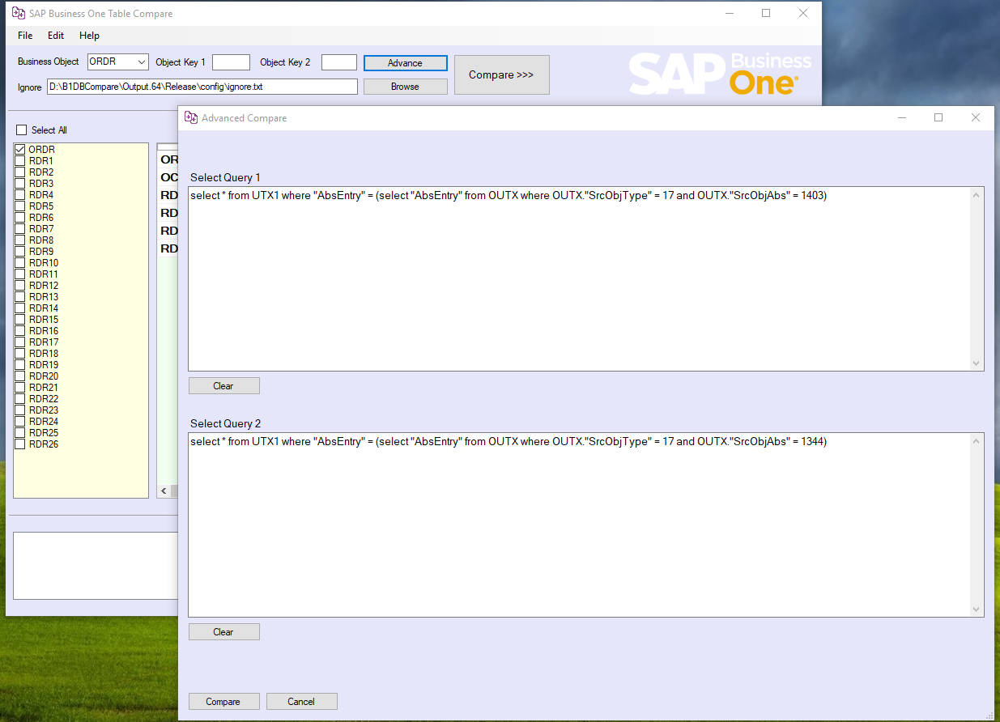 SAP Business One Table Compare
File Edit Help
Business Object ORDR Object Key 1 Object Key 2 Advance
Compare >>>
Ignore D:\B1DBCompare\Output.64\Release\config\ignore.txt Browse
SAP Business One
Select All
ORDR
RDR1
RDR2
RDR3
RDR4
RDR5
RDR6
RDR7
RDR8
RDR9
RDR10
RDR11
RDR12
RDR13
RDR14
RDR15
RDR16
RDR17
RDR18
RDR19
RDR20
RDR21
RDR22
RDR23
RDR24
RDR25
RDR26
OR
OC
RD
RD
RD
RD
Advanced Compare
Select Query 1
select * from UTX1 where "AbsEntry" = (select "AbsEntry" from OUTX where OUTX."SrcObjType" = 17 and OUTX."SrcObjAbs" = 1403)
Clear
Select Query 2
select * from UTX1 where "AbsEntry" = (select "AbsEntry" from OUTX where OUTX."SrcObjType" = 17 and OUTX."SrcObjAbs" = 1344)
Clear
Compare Cancel